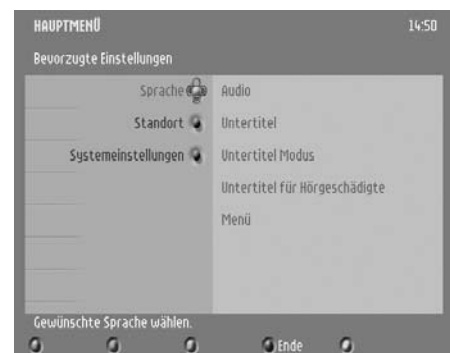 HAUPTMENÜ 14:50
Bevorzugte Einstellungen
Sprache Audio
Standort Untertitel
Systemeinstellungen Untertitel Modus
Untertitel für Hörgeschädigte
Menü
Gewünschte Sprache wählen.
Ende